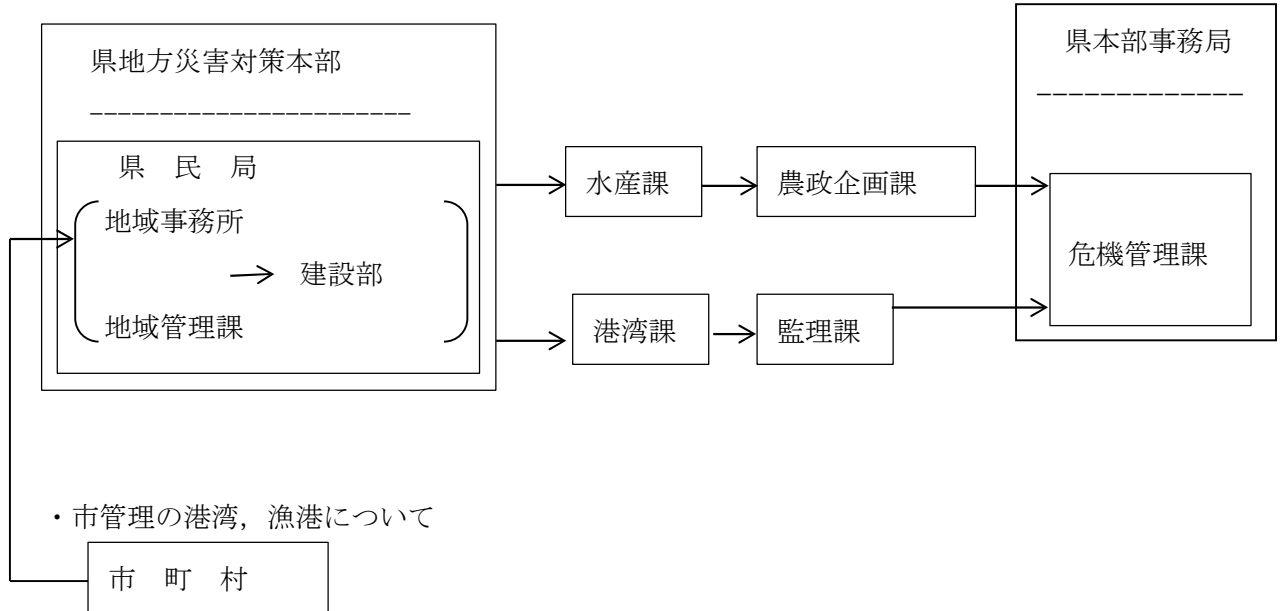 県地方災害対策本部
県本部事務局
県 民 局
地域事務所
建設部
地域管理課
水産課
農政企画課
危機管理課
港湾課
監理課
・市管理の港湾，漁港について
市 町 村